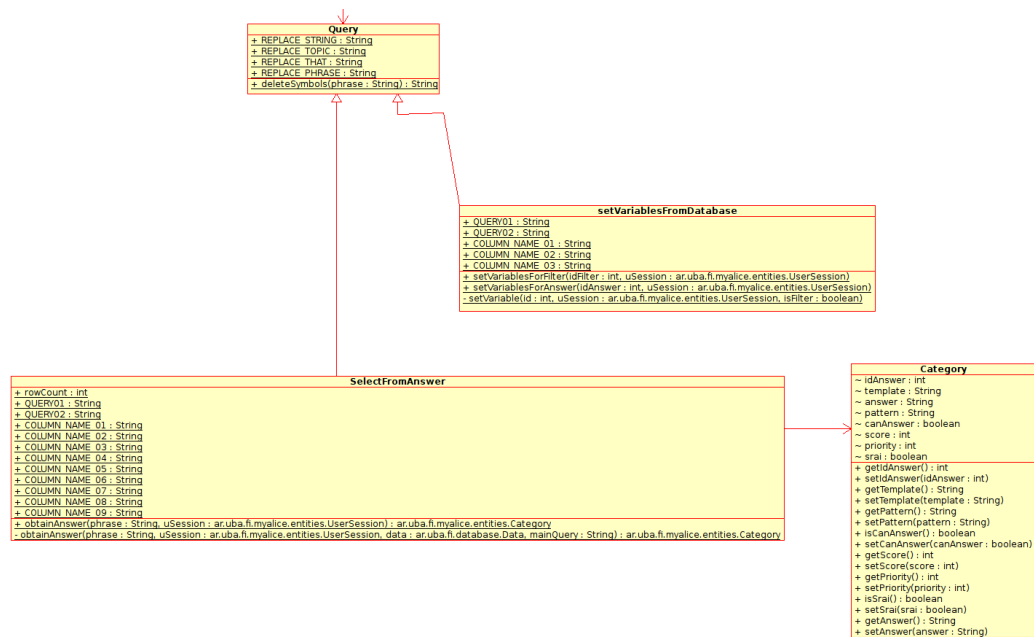 Query
+ REPLACE_STRING : String
+ REPLACE_TOPIC : String
+ REPLACE_THAT : String
+ REPLACE_PHRASE : String
+ deleteSymbols(phrase : String) : String
setVariablesFromDatabase
+ QUERY01 : String
+ QUERY02 : String
+ COLUMN_NAME_01 : String
+ COLUMN_NAME_02 : String
+ COLUMN_NAME_03 : String
+ setVariablesForFilter(idFilter : int, uSession : ar.uba.fi.myalice.entities.UserSession)
+ setVariablesForAnswer(idAnswer : int, uSession : ar.uba.fi.myalice.entities.UserSession)
- setVariable(id : int, uSession : ar.uba.fi.myalice.entities.UserSession, isFilter : boolean)
SelectFromAnswer
+ rowCount : int
+ QUERY01 : String
+ QUERY02 : String
+ COLUMN_NAME_01 : String
+ COLUMN_NAME_02 : String
+ COLUMN_NAME_03 : String
+ COLUMN_NAME_04 : String
+ COLUMN_NAME_05 : String
+ COLUMN_NAME_06 : String
+ COLUMN_NAME_07 : String
+ COLUMN_NAME_08 : String
+ COLUMN_NAME_09 : String
+ obtainAnswer(phrase : String, uSession : ar.uba.fi.myalice.entities.UserSession) : ar.uba.fi.myalice.entities.Category
- obtainAnswer(phrase : String, uSession : ar.uba.fi.myalice.entities.UserSession, data : ar.uba.fi.database.Data, mainQuery : String) : ar.uba.fi.myalice.entities.Category
Category
~ idAnswer : int
~ template : String
~ answer : String
~ pattern : String
~ canAnswer : boolean
~ score : int
~ priority : int
~ srai : boolean
+ getIdAnswer() : int
+ setIdAnswer(idAnswer : int)
+ getTemplate() : String
+ setTemplate(template : String)
+ getPattern() : String
+ setPattern(pattern : String)
+ isCanAnswer() : boolean
+ setCanAnswer(canAnswer : boolean)
+ getScore() : int
+ setScore(score : int)
+ getPriority() : int
+ setPriority(priority : int)
+ isSrai() : boolean
+ setSrai(srai : boolean)
+ getAnswer() : String
+ setAnswer(answer : String)